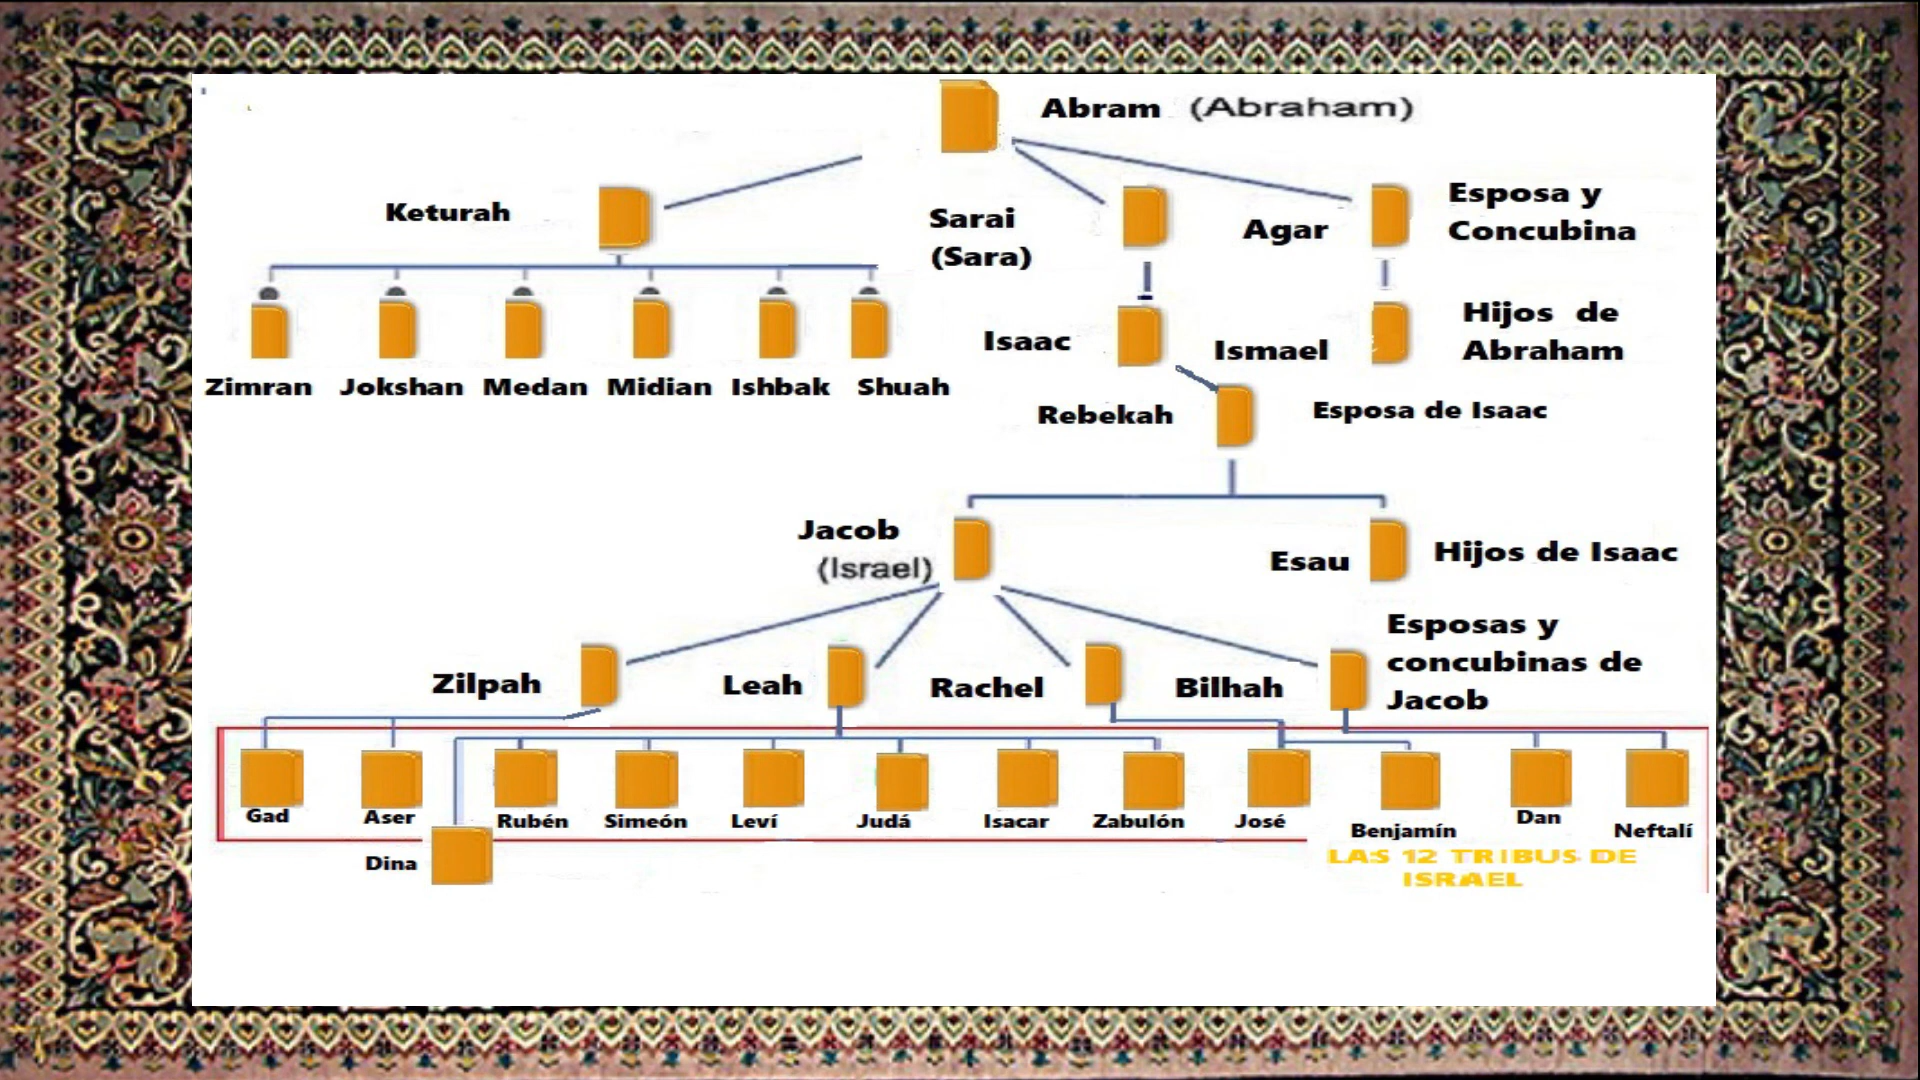 Abram (Abraham)
Keturah
Sarai
(Sara)
Agar
Esposa y
Concubina
Zimran Jokshan Medan Midian Ishbak Shuah
Isaac
Ismael
Hijos de
Abraham
Rebekah
Esposa de Isaac
Jacob
(Israel)
Esau
Hijos de Isaac
Zilpah
Leah
Rachel
Bilhah
Esposas y
concubinas de
Jacob
Gad Aser Rubén Simeón Leví Judá Isacar Zabulón José Benjamín Dan Neftalí
Dina
LAS 12 TRIBUS DE
ISRAEL